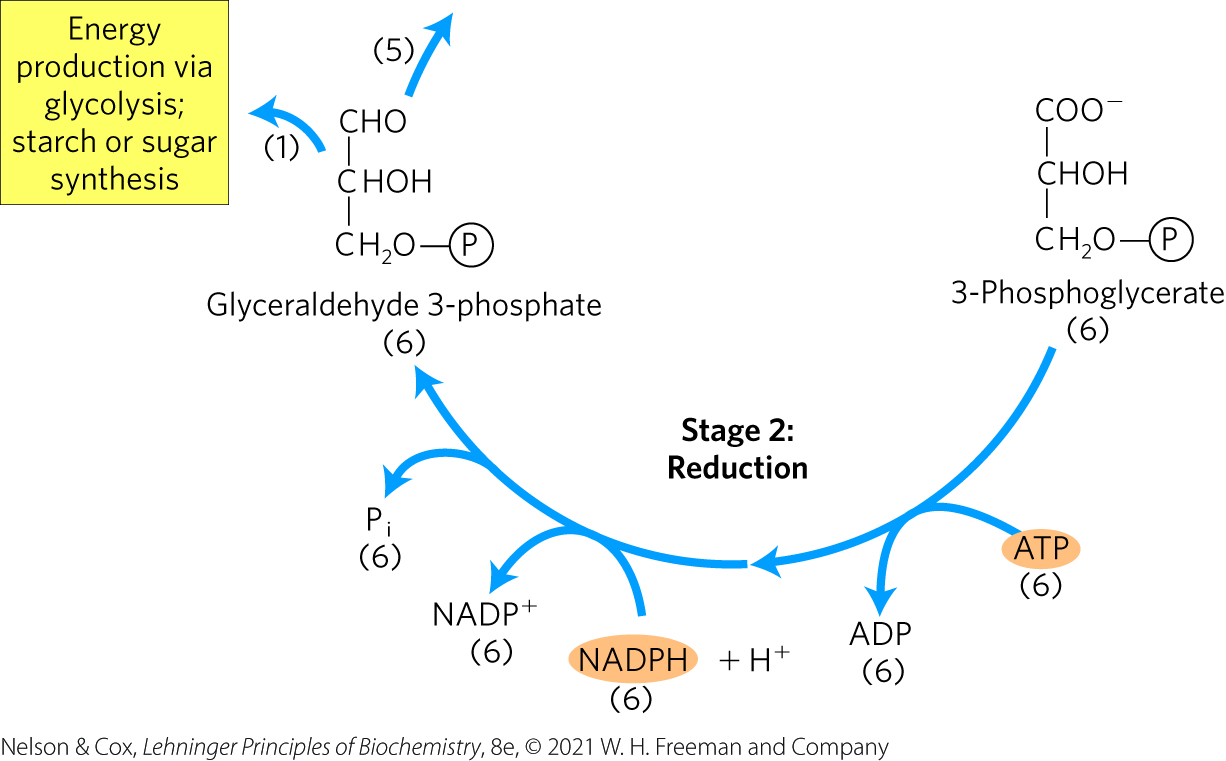 Energy
production via
glycolysis;
starch or sugar
synthesis
(1)
(5)
CHO
CHOH
CH₂O—P
Glyceraldehyde 3-phosphate
(6)
COO⁻
CHOH
CH₂O—P
3-Phosphoglycerate
(6)
Stage 2:
Reduction
Pᵢ
(6)
NADP⁺
(6)
NADPH + H⁺
(6)
ADP
(6)
ATP
(6)
Nelson & Cox, Lehninger Principles of Biochemistry, 8e, © 2021 W. H. Freeman and Company